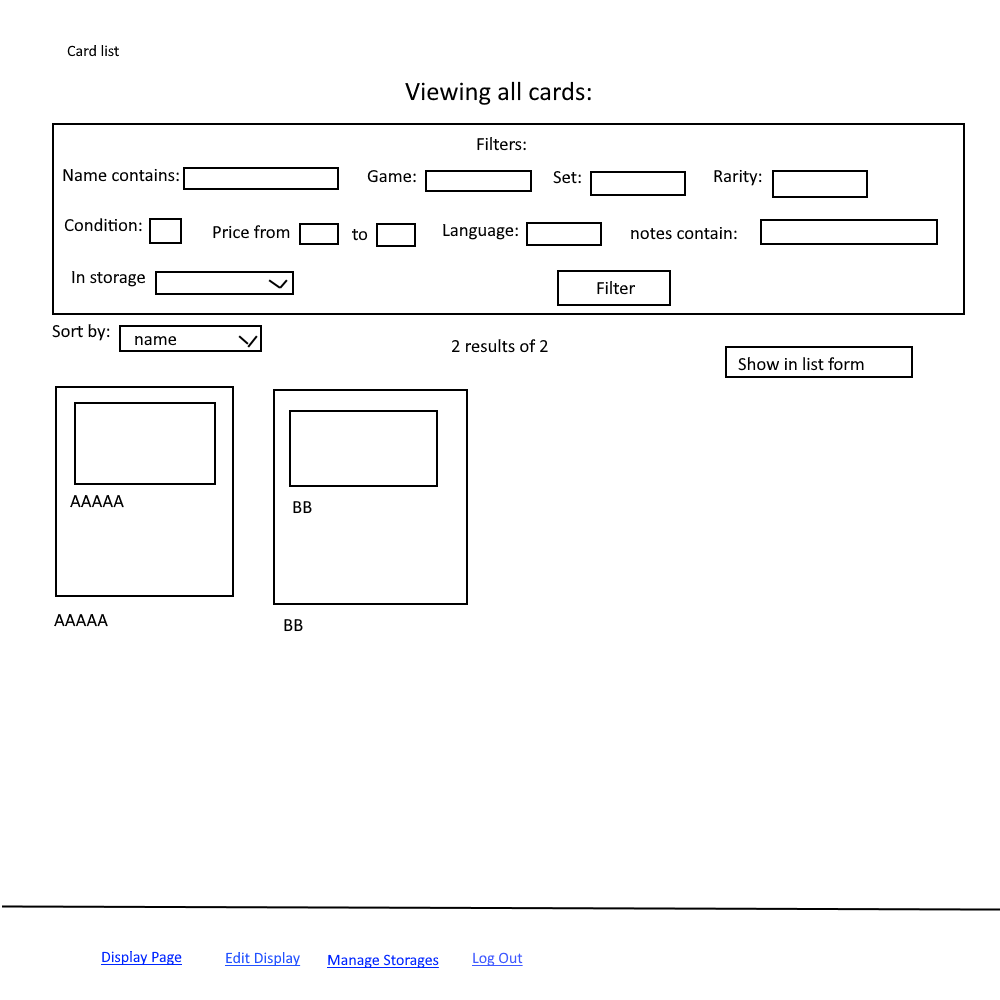 Card list
Viewing all cards:
Filters:
Name contains: Game: Set: Rarity:
Condition: Price from to Language: notes contain:
In storage Filter
Sort by: name 2 results of 2 Show in list form
AAAAA BB
AAAAA BB
Display Page Edit Display Manage Storages Log Out